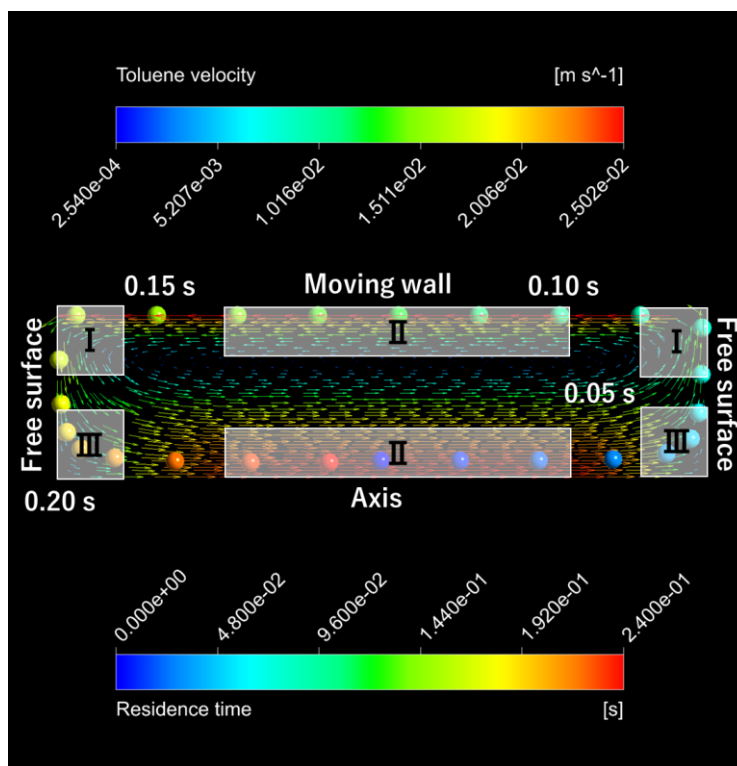 Toluene velocity [m s^-1]
2.540e-04 5.207e-03 1.016e-02 1.511e-02 2.006e-02 2.502e-02
0.15 s Moving wall 0.10 s
I II I
Free surface Free surface
0.05 s
III II III
0.20 s Axis
0.000e+00 4.800e-02 9.600e-02 1.440e-01 1.920e-01 2.400e-01
Residence time [s]